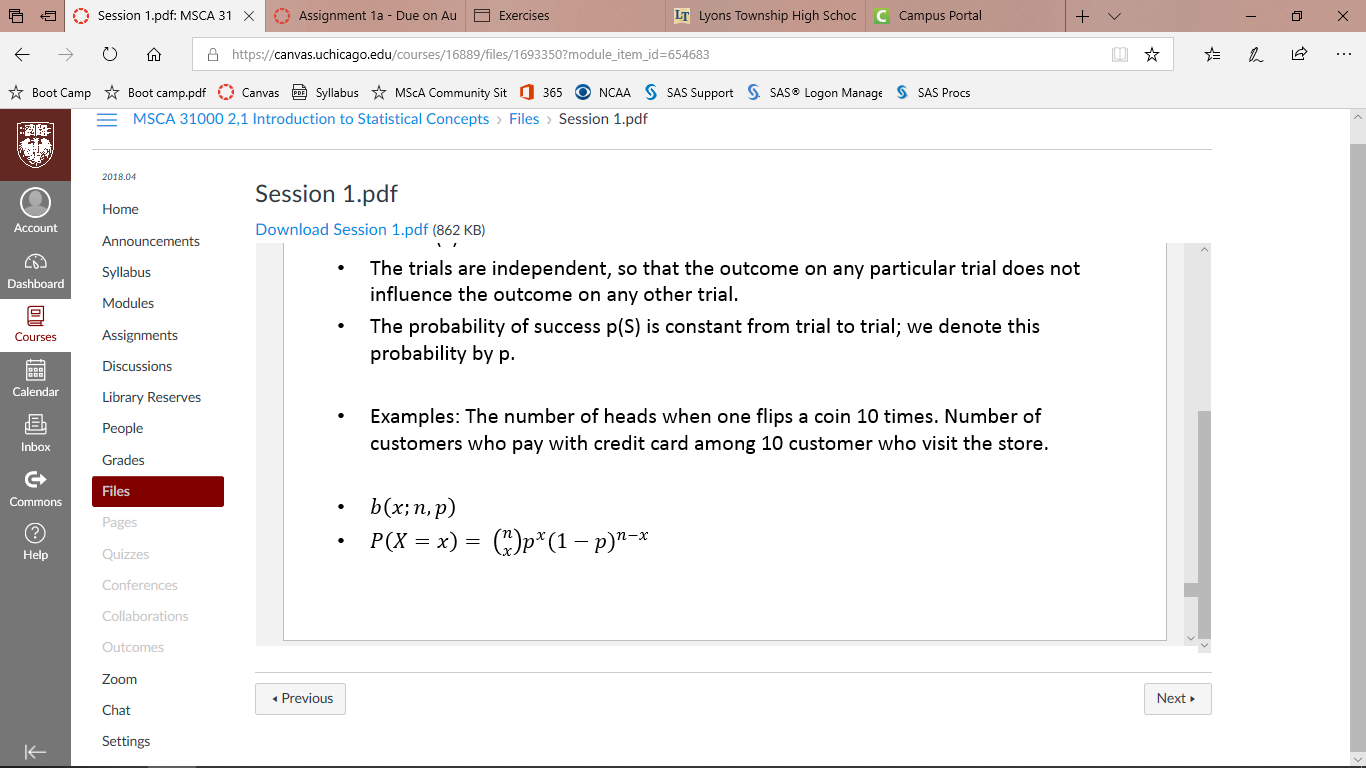 Session 1.pdf: MSCA 31
Assignment 1a - Due on Au
Exercises
LT Lyons Township High Schoc
C Campus Portal
https://canvas.uchicago.edu/courses/16889/files/1693350?module_item_id=654683
Boot Camp
Boot camp.pdf
Canvas
PDF Syllabus
MScA Community Sit
365
NCAA
SAS Support
SAS® Logon Manage
SAS Procs
MSCA 31000 2,1 Introduction to Statistical Concepts › Files › Session 1.pdf
Account
Dashboard
Courses
Calendar
Inbox
Commons
Help
2018.04
Home
Announcements
Syllabus
Modules
Assignments
Discussions
Library Reserves
People
Grades
Files
Pages
Quizzes
Conferences
Collaborations
Outcomes
Zoom
Chat
Settings
Session 1.pdf
Download Session 1.pdf (862 KB)
• The trials are independent, so that the outcome on any particular trial does not
influence the outcome on any other trial.
• The probability of success p(S) is constant from trial to trial; we denote this
probability by p.
• Examples: The number of heads when one flips a coin 10 times. Number of
customers who pay with credit card among 10 customer who visit the store.
• b(x; n, p)
• P(X = x) = (n x)p^x(1 − p)^{n−x}
Previous
Next